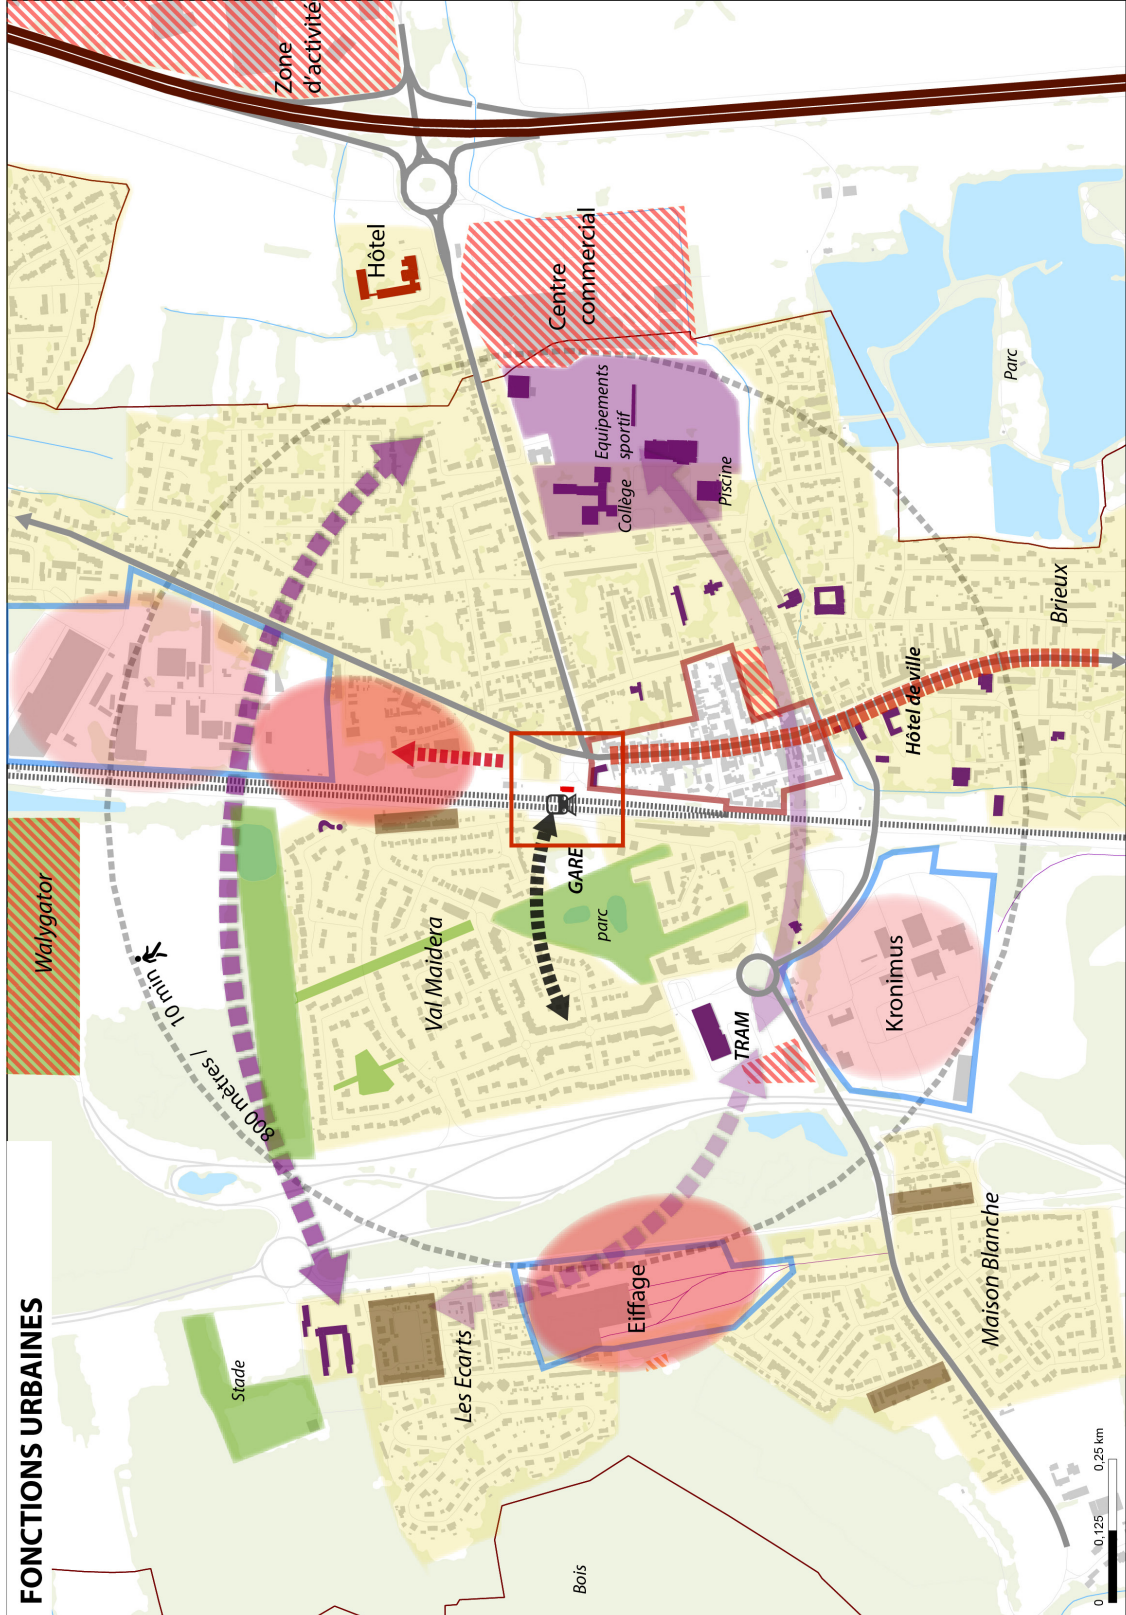 FONCTIONS URBAINES
Walygator
Zone
d'activité
10 min
800 mètres /
?
Hôtel
Stade
Val Maidera
Les Ecarts
GARE
parc
Centre
commercial
Equipements
sportif
Collège
Piscine
Eiffage
TRAM
Kronimus
Hôtel de ville
Maison Blanche
Parc
Brieux
Bois
0
0,125
0,25 km